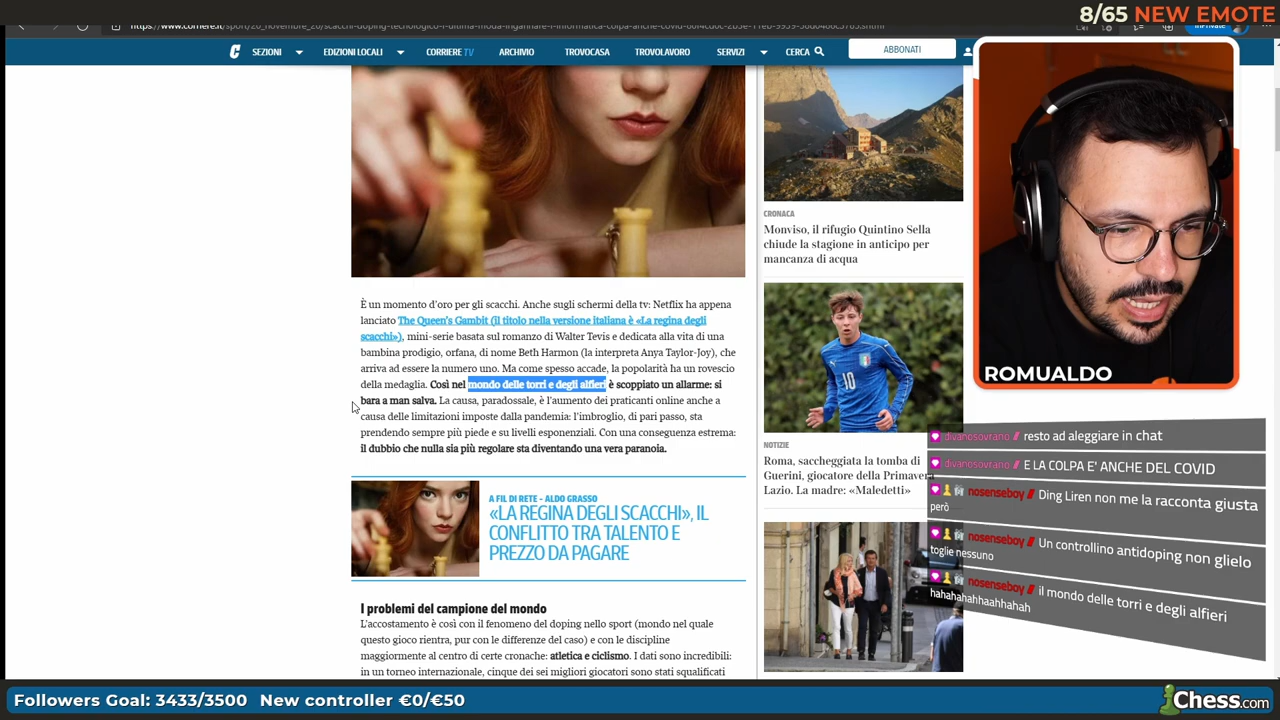 8/65 NEW EMOTE
SEZIONI
EDIZIONI LOCALI
CORRIERE TV
ARCHIVIO
TROVOCASA
TROVOLAVORO
SERVIZI
CERCA
ABBONATI
È un momento d'oro per gli scacchi. Anche sugli schermi della tv: Netflix ha appena
lanciato The Queen's Gambit (il titolo nella versione italiana è «La regina degli
scacchi»), mini-serie basata sul romanzo di Walter Tevis e dedicata alla vita di una
bambina prodigio, orfana, di nome Beth Harmon (la interpreta Anya Taylor-Joy), che
arriva ad essere la numero uno. Ma come spesso accade, la popolarità ha un rovescio
della medaglia. Così nel mondo delle torri e degli alfieri è scoppiato un allarme: si
bara a man salva. La causa, paradossale, è l'aumento dei praticanti online anche a
causa delle limitazioni imposte dalla pandemia: l'imbroglio, di pari passo, sta
prendendo sempre più piede e su livelli esponenziali. Con una conseguenza estrema:
il dubbio che nulla sia più regolare sta diventando una vera paranoia.
A FIL DI RETE - ALDO GRASSO
«LA REGINA DEGLI SCACCHI», IL
CONFLITTO TRA TALENTO E
PREZZO DA PAGARE
I problemi del campione del mondo
L'accostamento è così con il fenomeno del doping nello sport (mondo nel quale
questo gioco rientra, pur con le differenze del caso) e con le discipline
maggiormente al centro di certe cronache: atletica e ciclismo. I dati sono incredibili:
in un torneo internazionale, cinque dei sei migliori giocatori sono stati squalificati
CRONACA
Monviso, il rifugio Quintino Sella
chiude la stagione in anticipo per
mancanza di acqua
10
NOTIZIE
Roma, saccheggiata la tomba di
Guerini, giocatore della Primavera
Lazio. La madre: «Maledetti»
ROMUALDO
divanosovrano // resto ad aleggiare in chat
divanosovrano // E LA COLPA E' ANCHE DEL COVID
nosenseboy // Ding Liren non me la racconta giusta
però
nosenseboy // Un controllino antidoping non glielo
toglie nessuno
nosenseboy // il mondo delle torri e degli alfieri
hahahahahhaahhahah
Followers Goal: 3433/3500 New controller €0/€50
Chess.com